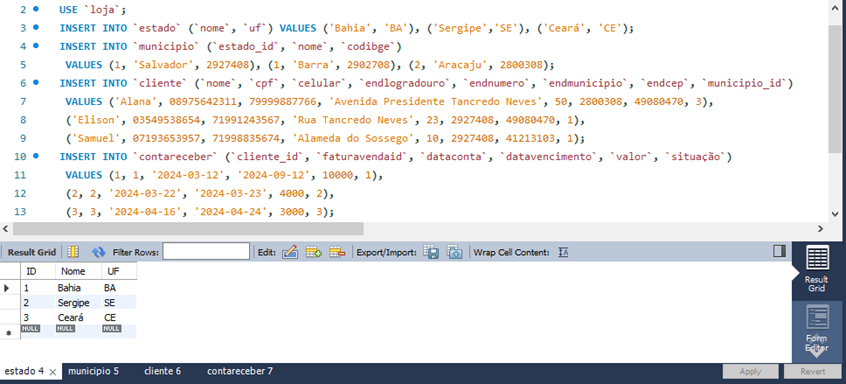 2 USE `loja`;
3 INSERT INTO `estado` (`nome`, `uf`) VALUES ('Bahia', 'BA'), ('Sergipe','SE'), ('Ceará', 'CE');
4 INSERT INTO `municipio` (`estado_id`, `nome`, `codibge`)
5 VALUES (1, 'Salvador', 2927408), (1, 'Barra', 2902708), (2, 'Aracaju', 2800308);
6 INSERT INTO `cliente` (`nome`, `cpf`, `celular`, `endlogradouro`, `endnumero`, `endmunicipio`, `endcep`, `municipio_id`)
7 VALUES ('Alana', 08975642311, 79999887766, 'Avenida Presidente Tancredo Neves', 50, 2800308, 49080470, 3),
8 ('Elison', 03549538654, 71991243567, 'Rua Tancredo Neves', 23, 2927408, 49080470, 1),
9 ('Samuel', 07193653957, 71998835674, 'Alameda do Sossego', 10, 2927408, 41213103, 1);
10 INSERT INTO `contareceber` (`cliente_id`, `faturavendaid`, `dataconta`, `datavencimento`, `valor`, `situação`)
11 VALUES (1, 1, '2024-03-12', '2024-09-12', 10000, 1),
12 (2, 2, '2024-03-22', '2024-03-23', 4000, 2),
13 (3, 3, '2024-04-16', '2024-04-24', 3000, 3);
Result Grid Filter Rows: Edit: Export/Import: Wrap Cell Content:
ID Nome UF
1 Bahia BA
2 Sergipe SE
3 Ceará CE
NULL NULL NULL
Result Grid
Form Editor
estado 4 municipio 5 cliente 6 contareceber 7 Apply Revert